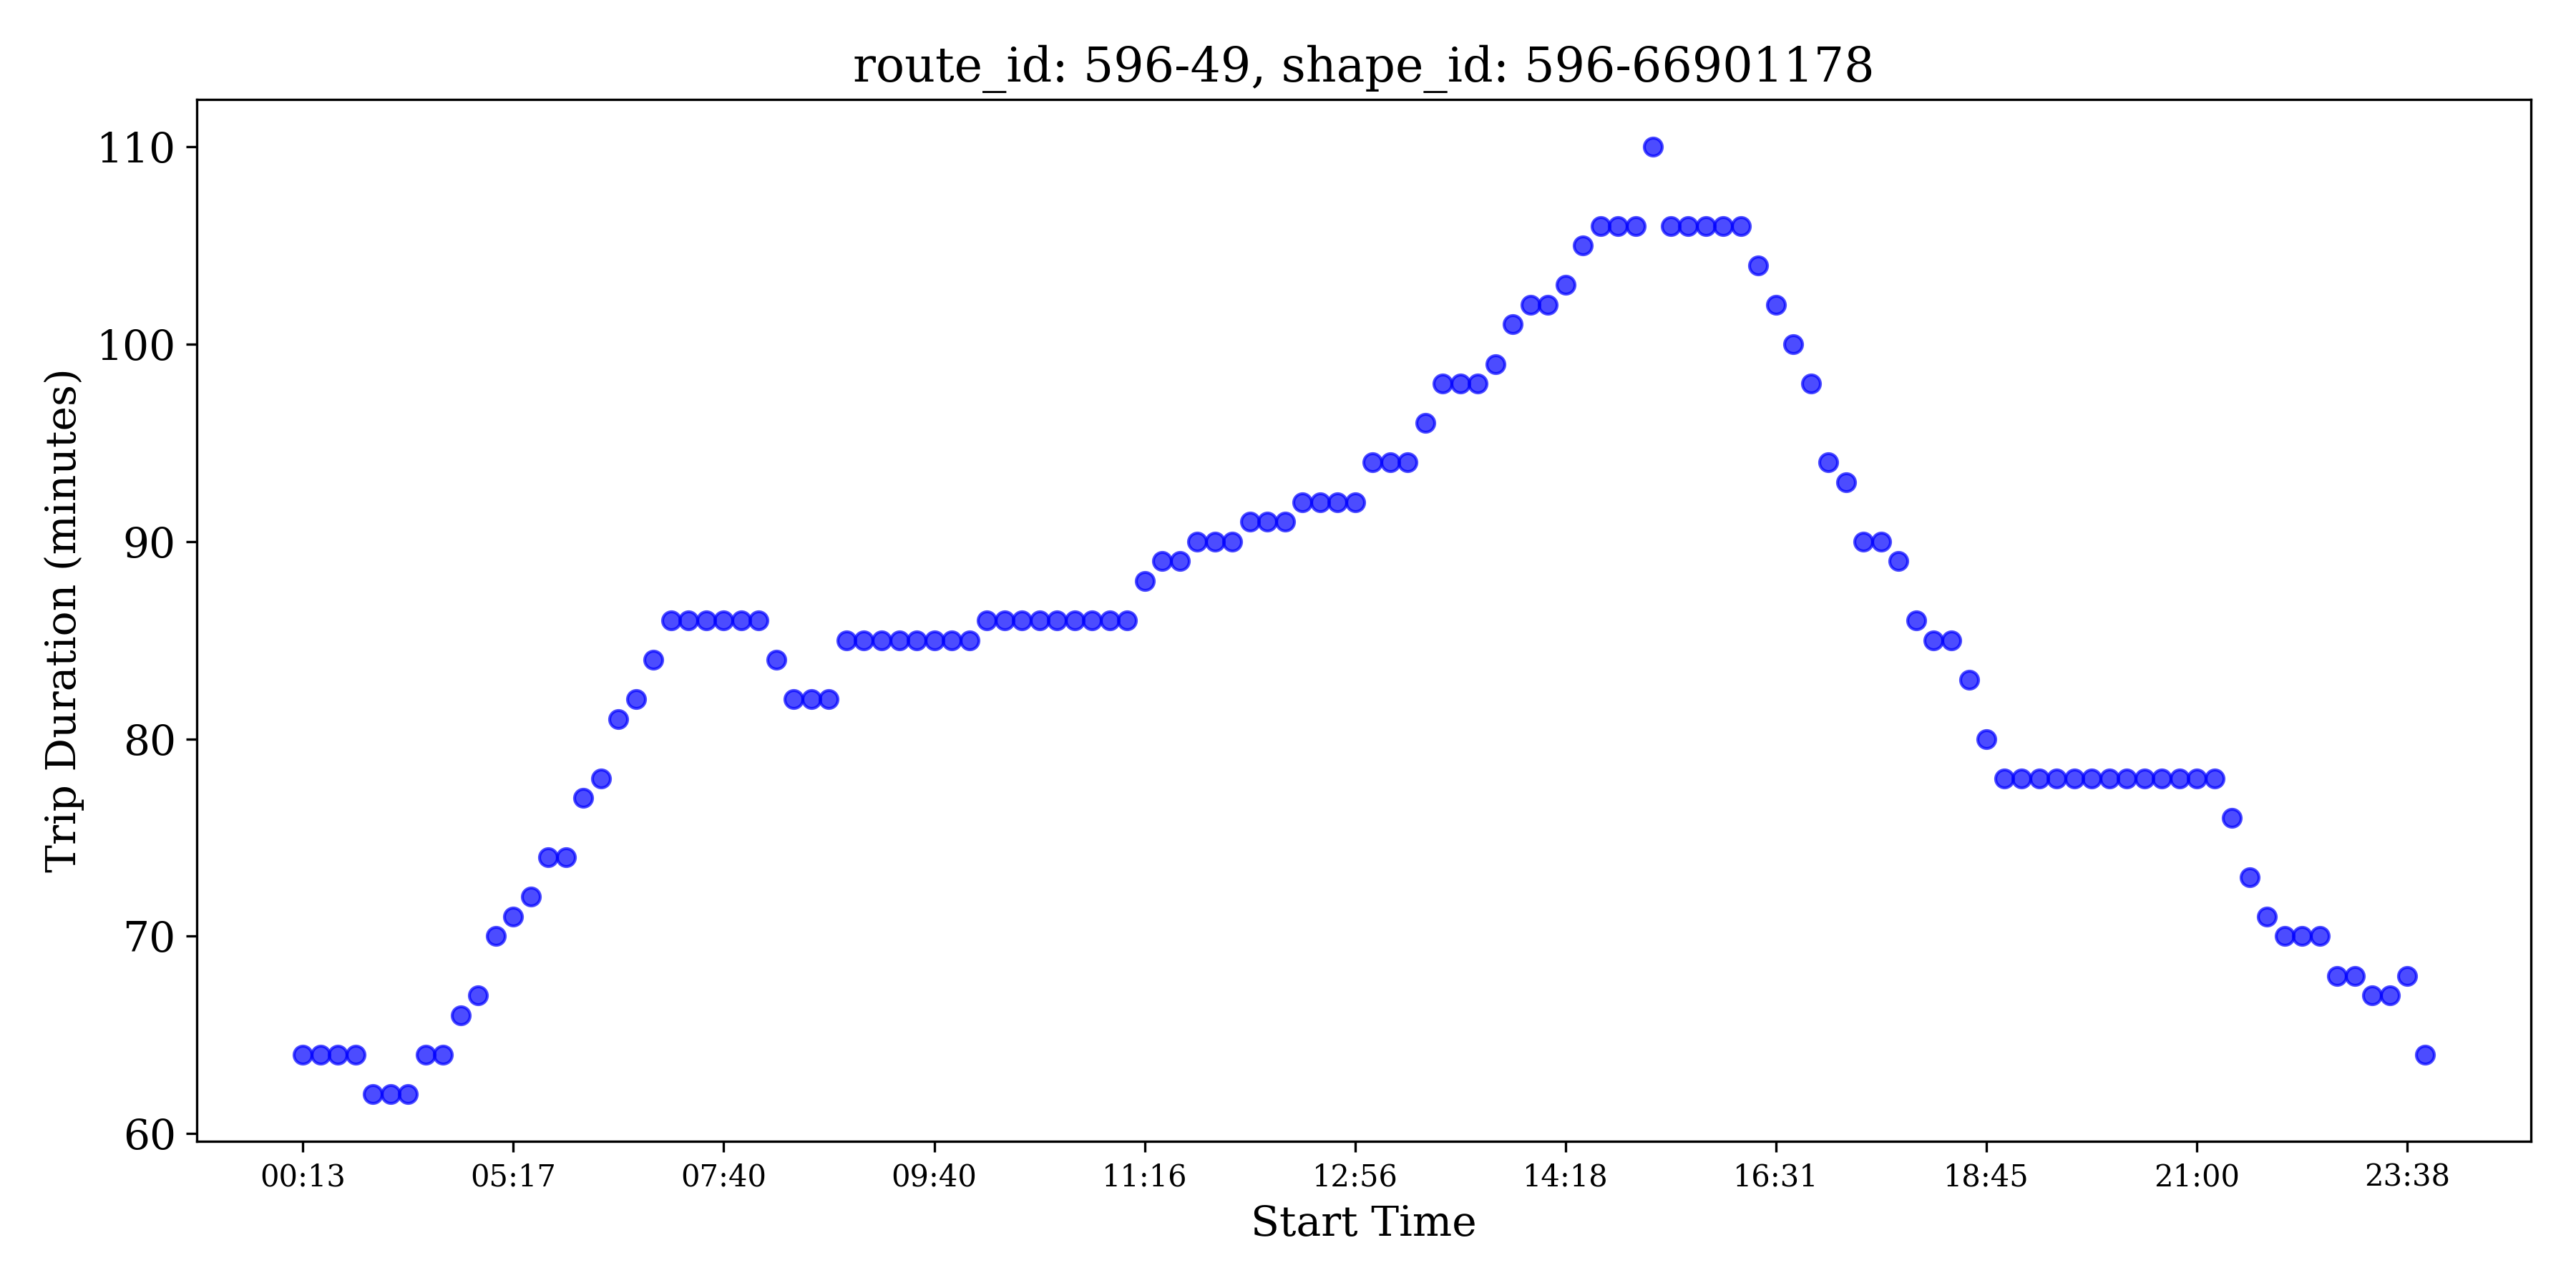 route_id: 596-49, shape_id: 596-66901178
110
100
90
80
70
60
Trip Duration (minutes)
00:13 05:17 07:40 09:40 11:16 12:56 14:18 16:31 18:45 21:00 23:38
Start Time